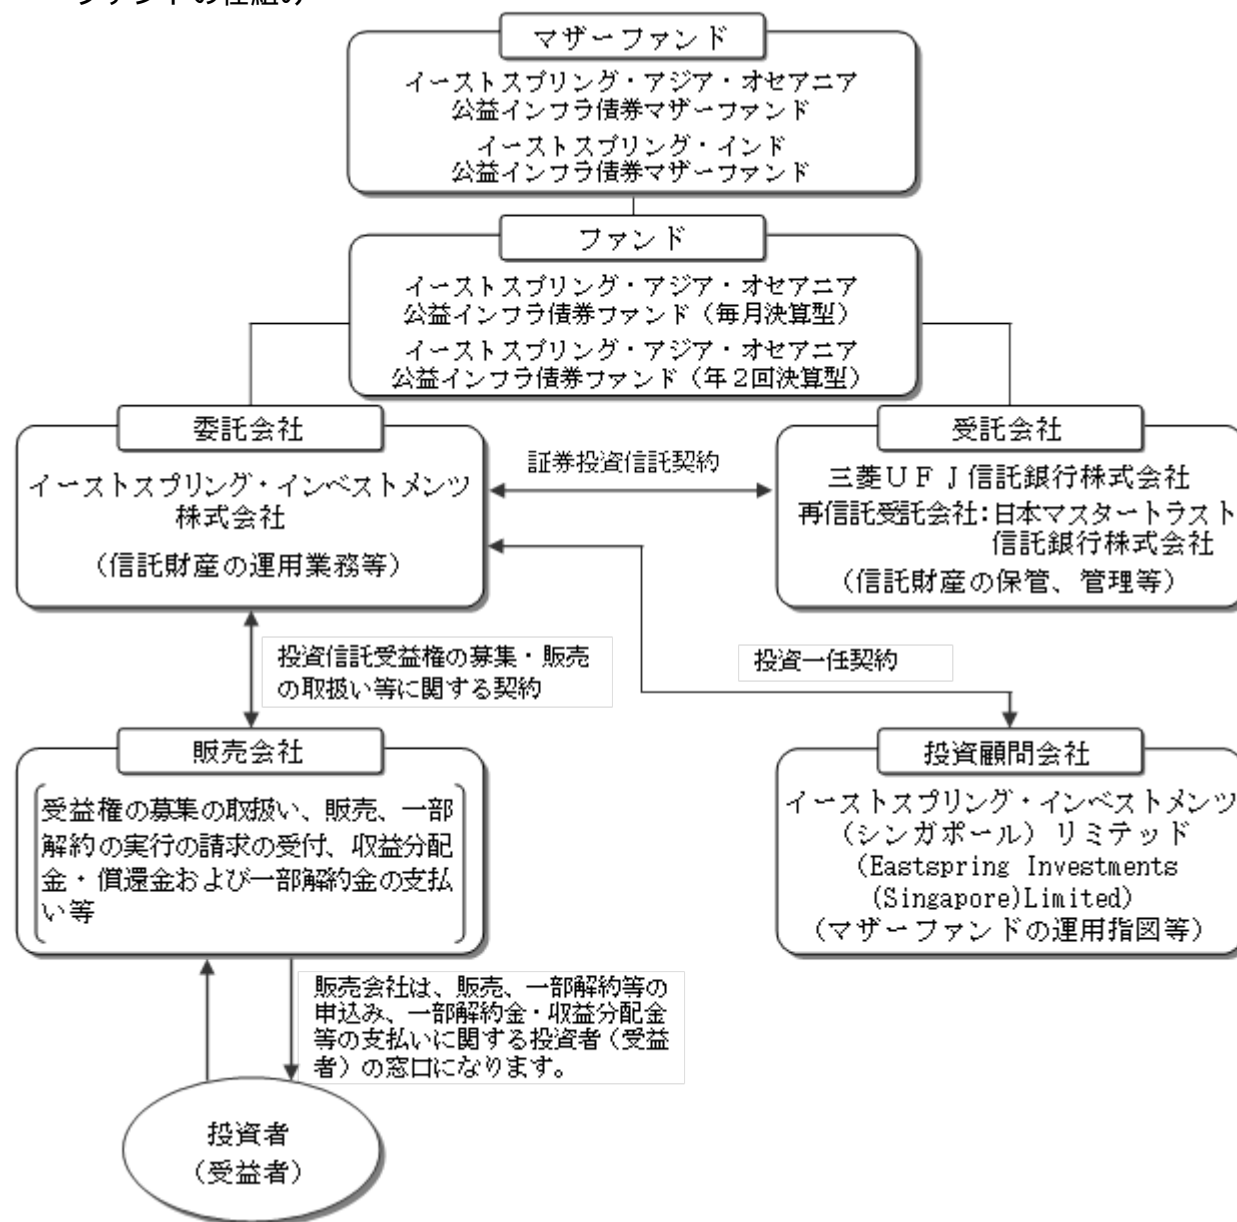 マザーファンド
イーストスプリング・アジア・オセアニア
公益インフラ債券マザーファンド
イーストスプリング・インド
公益インフラ債券マザーファンド
ファンド
イーストスプリング・アジア・オセアニア
公益インフラ債券ファンド（毎月決算型）
イーストスプリング・アジア・オセアニア
公益インフラ債券ファンド（年２回決算型）
委託会社
イーストスプリング・インベストメンツ
株式会社
（信託財産の運用業務等）
証券投資信託契約
受託会社
三菱ＵＦＪ信託銀行株式会社
再信託受託会社：日本マスタートラスト
信託銀行株式会社
（信託財産の保管、管理等）
投資信託受益権の募集・販売
の取扱い等に関する契約
投資一任契約
販売会社
受益権の募集の取扱い、販売、一部
解約の実行の請求の受付、収益分配
金・償還金および一部解約金の支払
い等
投資顧問会社
イーストスプリング・インベストメンツ
（シンガポール）リミテッド
(Eastspring Investments
(Singapore)Limited)
（マザーファンドの運用指図等）
販売会社は、販売、一部解約等の
申込み、一部解約金・収益分配金
等の支払いに関する投資者（受益
者）の窓口になります。
投資者
（受益者）